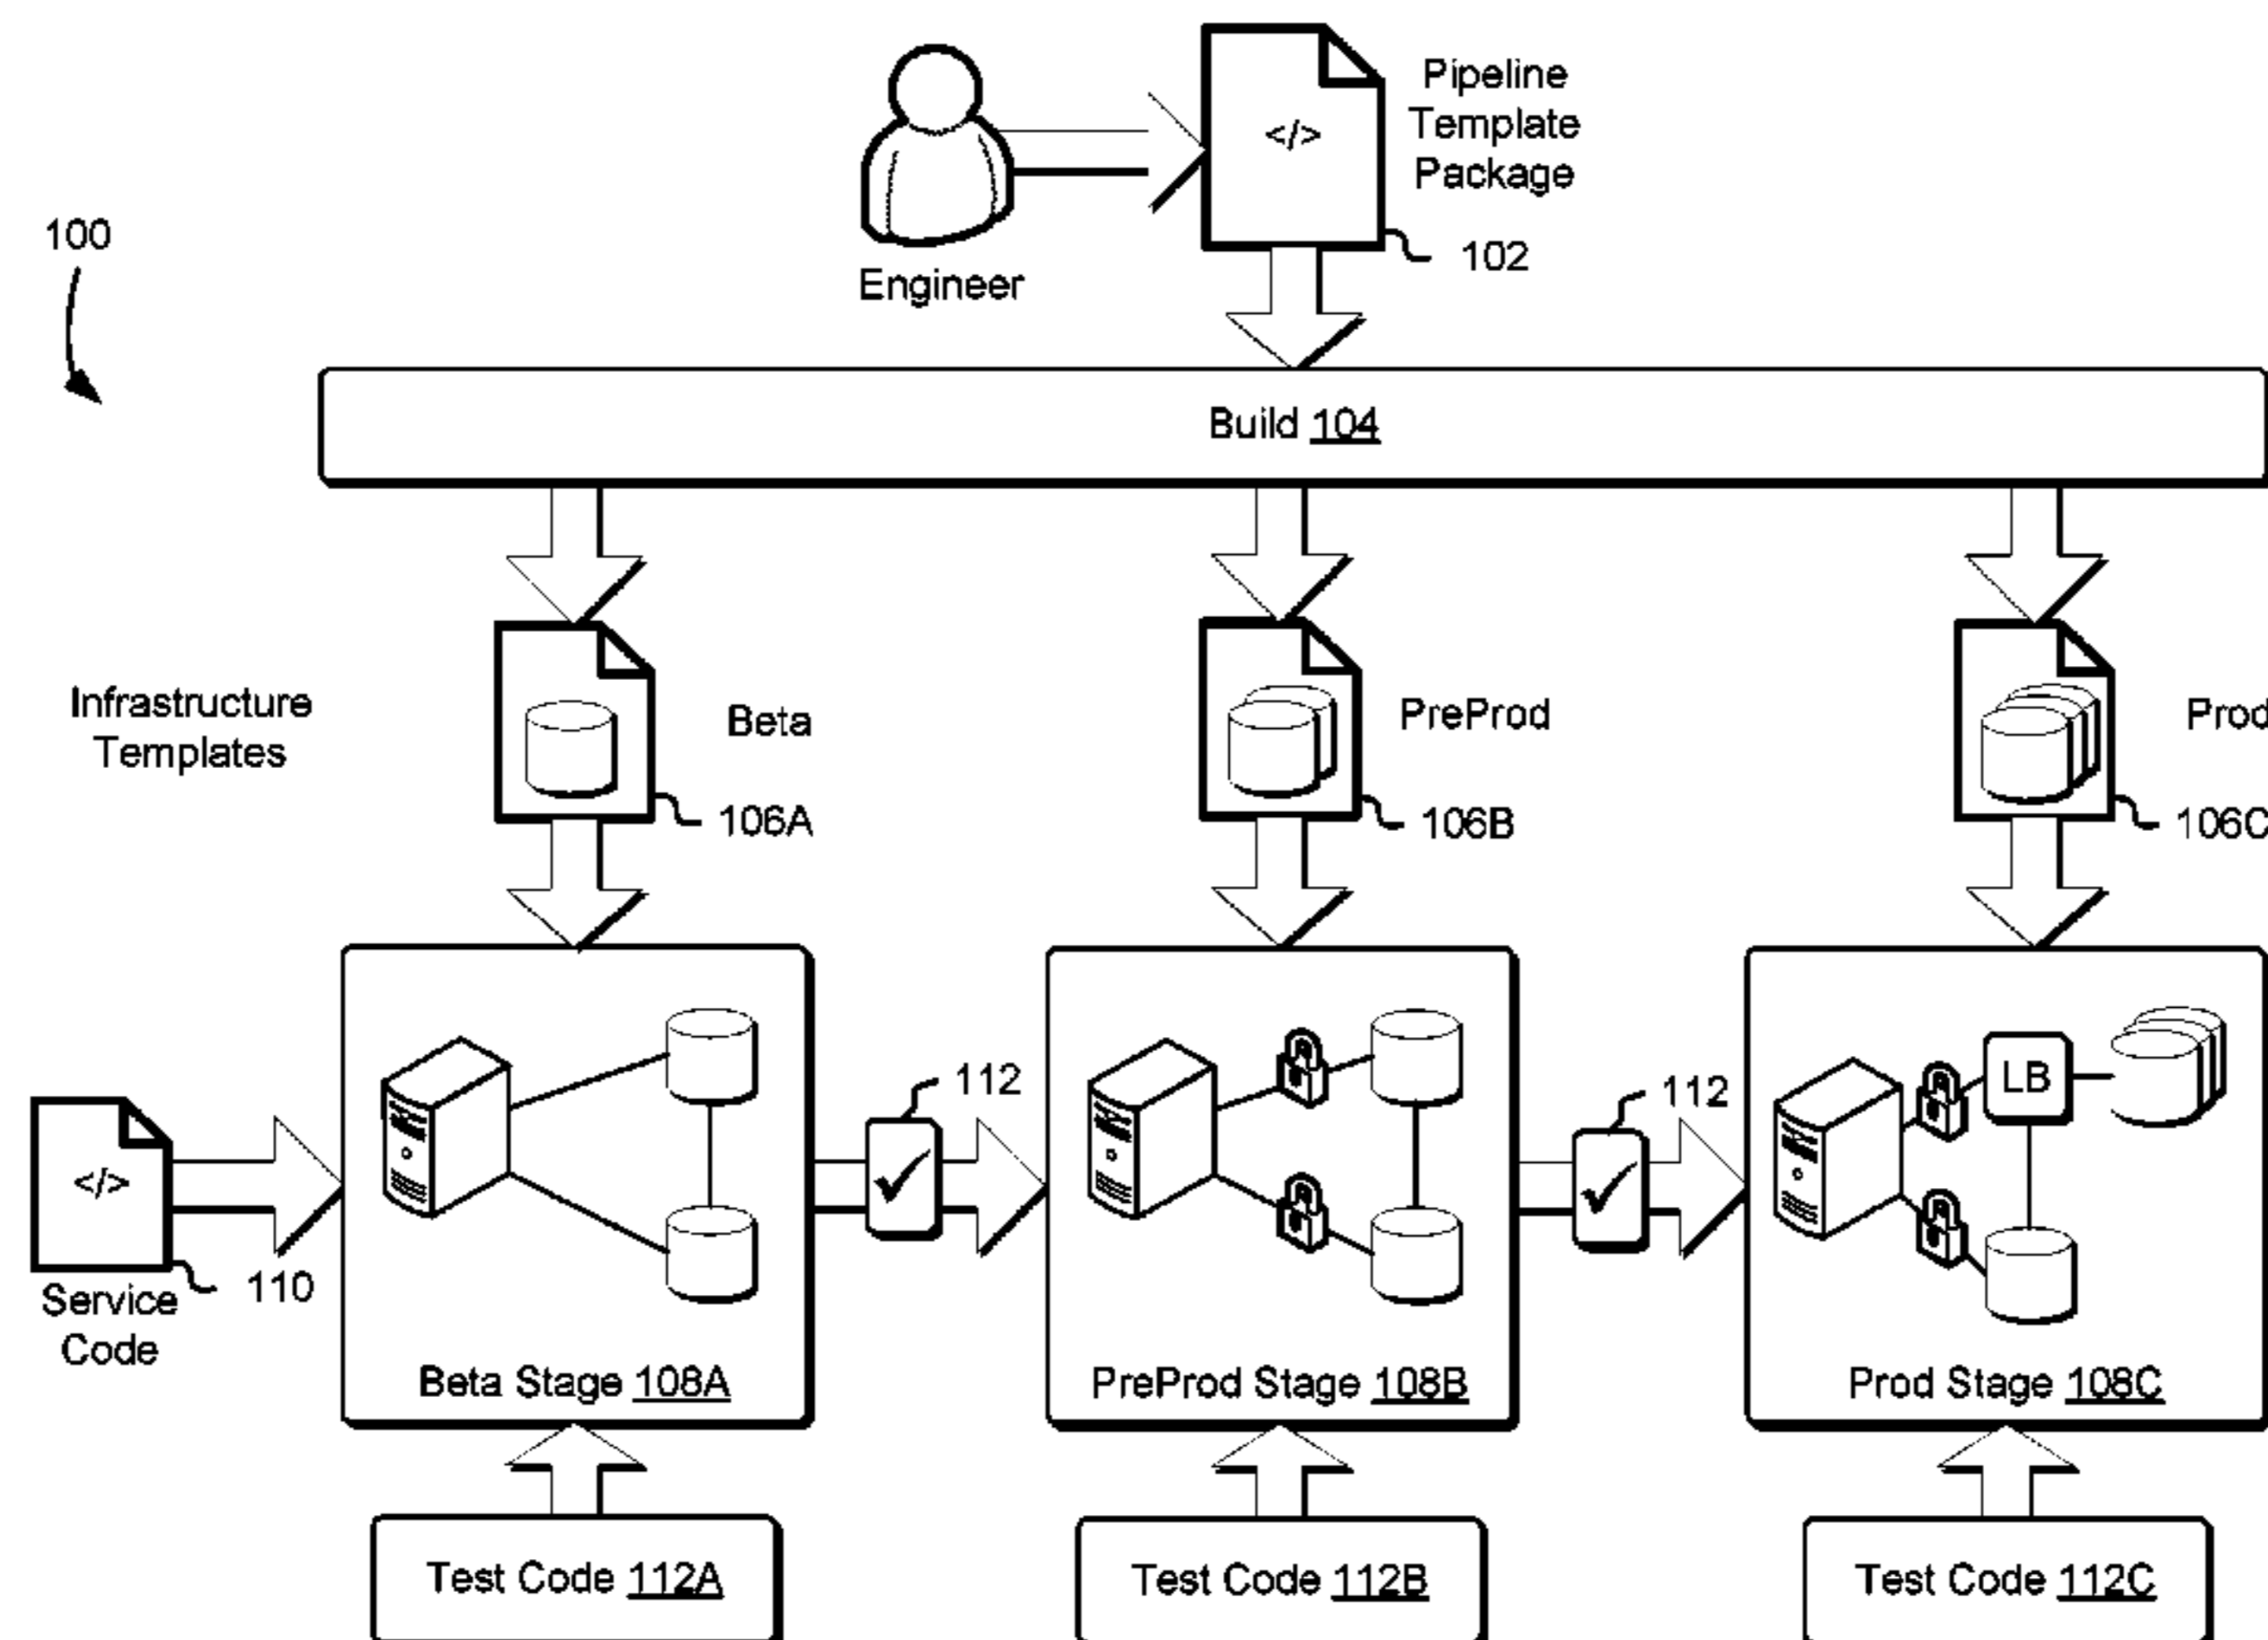 Pipeline
Template
Package
</>
100
102
Engineer
Build 104
Infrastructure
Templates
Beta
PreProd
Prod
106A
106B
106C
112
112
LB
</>
Service
Code
110
Beta Stage 108A
PreProd Stage 108B
Prod Stage 108C
Test Code 112A
Test Code 112B
Test Code 112C